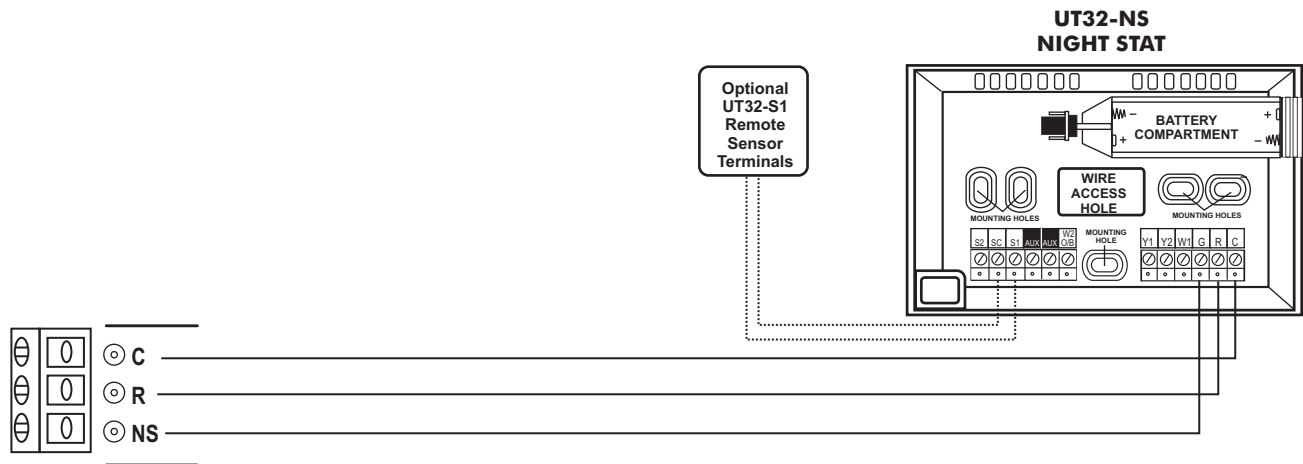 UT32-NS
NIGHT STAT
Optional
UT32-S1
Remote
Sensor
Terminals
– +
BATTERY
COMPARTMENT
+ –
WIRE
ACCESS
HOLE
MOUNTING HOLES
MOUNTING HOLES
MOUNTING
HOLE
S2 SC S1 AUX AUX W2
O/B
Y1 Y2 W1 G R C
C
R
NS